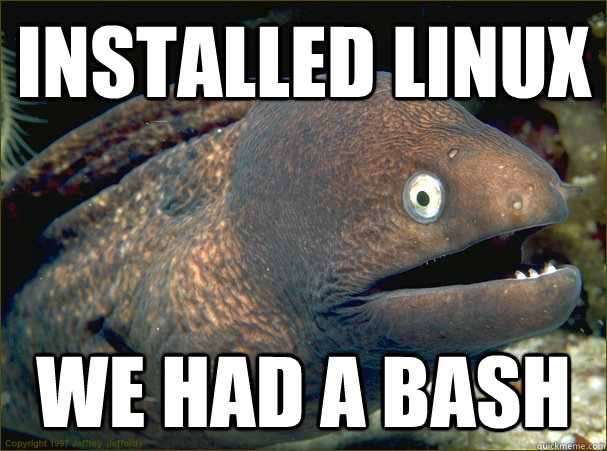 INSTALLED LINUX
WE HAD A BASH
Copyright 1997 Jeffrey Jeffords
quickmeme.com